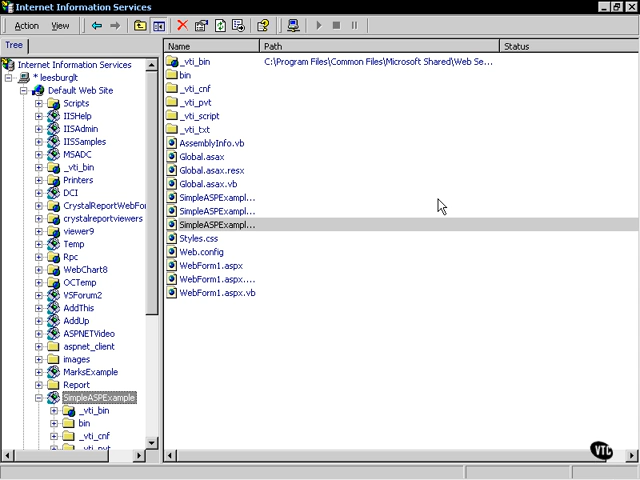 Internet Information Services
Action View
Tree
Name Path Status
Internet Information Services
* leesburglt
Default Web Site
Scripts
IISHelp
IISAdmin
IISSamples
MSADC
_vti_bin
Printers
DCI
CrystalReportWebFor
crystalreportviewers
viewer9
Temp
Rpc
WebChart8
OCTemp
VSForum2
AddThis
AddUp
ASPNETVideo
aspnet_client
images
MarksExample
Report
SimpleASPExample
_vti_bin
bin
_vti_cnf
_vti_pvt
_vti_bin C:\Program Files\Common Files\Microsoft Shared\Web Se...
bin
_vti_cnf
_vti_pvt
_vti_script
_vti_txt
AssemblyInfo.vb
Global.asax
Global.asax.resx
Global.asax.vb
SimpleASPExampl...
SimpleASPExampl...
SimpleASPExampl...
Styles.css
Web.config
WebForm1.aspx
WebForm1.aspx....
WebForm1.aspx.vb
VTC